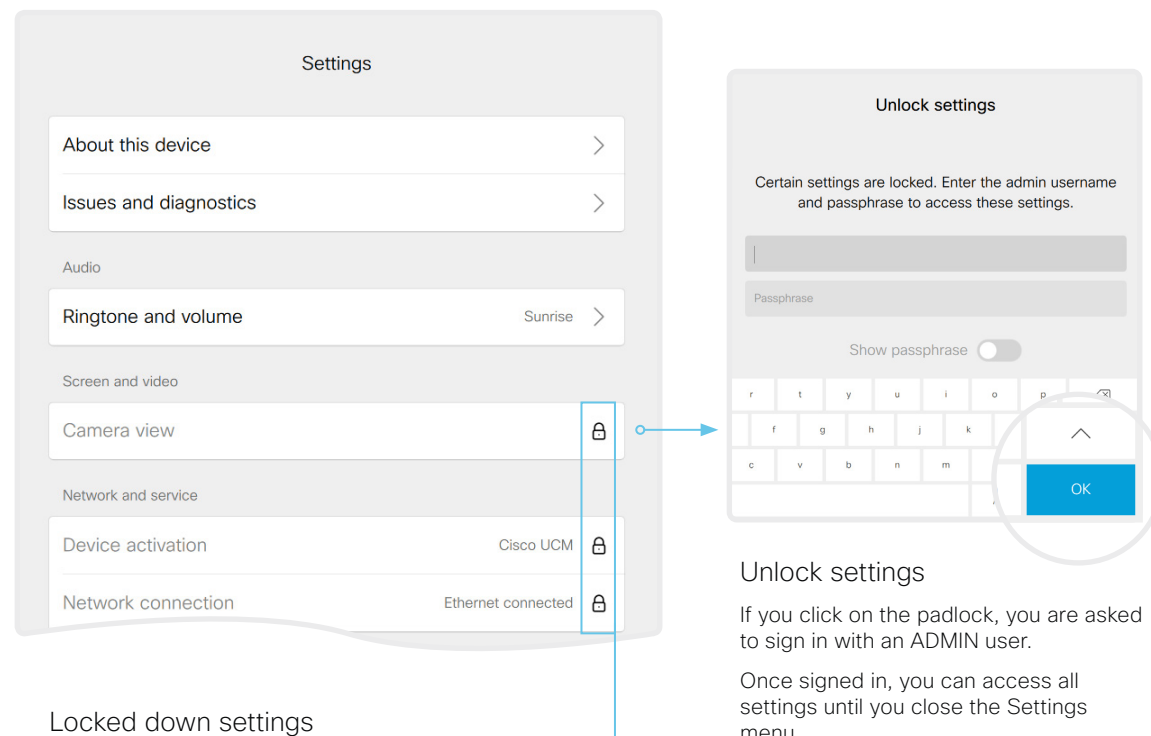 Settings
About this device
Issues and diagnostics
Audio
Ringtone and volume Sunrise
Screen and video
Camera view
Network and service
Device activation Cisco UCM
Network connection Ethernet connected
Locked down settings
Unlock settings
Certain settings are locked. Enter the admin username
and passphrase to access these settings.
Passphrase
Show passphrase
r t y u i o p
f g h j k
c v b n m
OK
Unlock settings
If you click on the padlock, you are asked
to sign in with an ADMIN user.
Once signed in, you can access all
settings until you close the Settings
menu